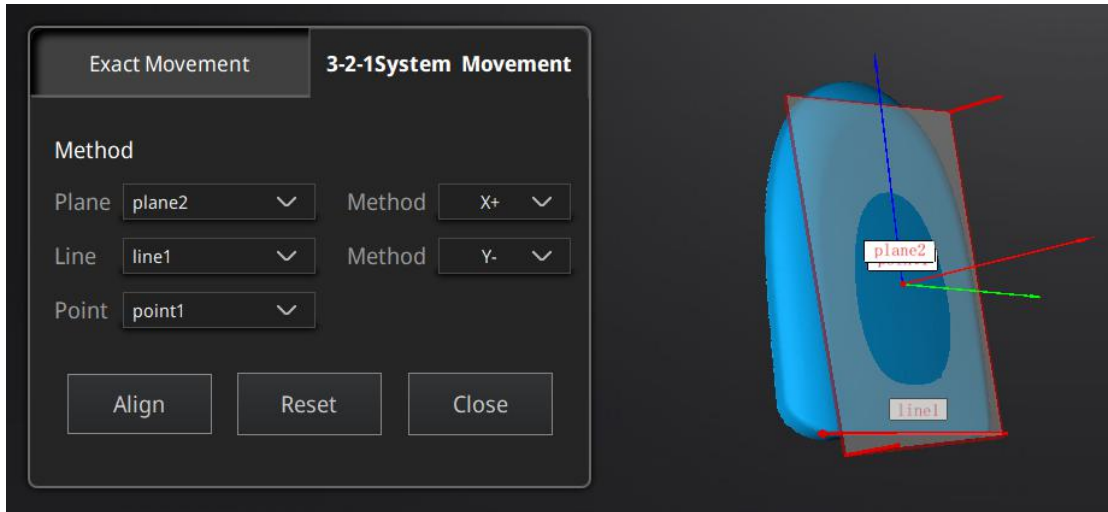 Exact Movement
3-2-1System Movement
Method
Plane plane2 Method X+
Line line1 Method Y-
Point point1
Align Reset Close
plane2
line1